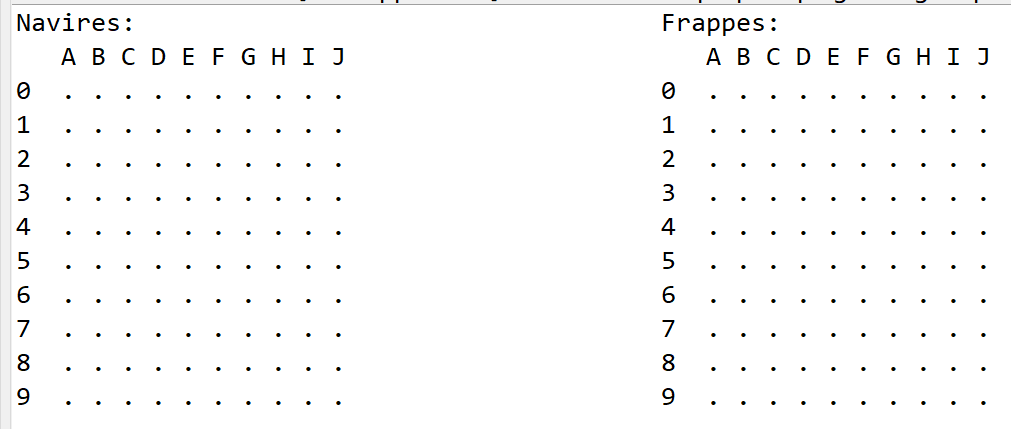 Navires: Frappes:
A B C D E F G H I J A B C D E F G H I J
0 . . . . . . . . . . 0 . . . . . . . . . .
1 . . . . . . . . . . 1 . . . . . . . . . .
2 . . . . . . . . . . 2 . . . . . . . . . .
3 . . . . . . . . . . 3 . . . . . . . . . .
4 . . . . . . . . . . 4 . . . . . . . . . .
5 . . . . . . . . . . 5 . . . . . . . . . .
6 . . . . . . . . . . 6 . . . . . . . . . .
7 . . . . . . . . . . 7 . . . . . . . . . .
8 . . . . . . . . . . 8 . . . . . . . . . .
9 . . . . . . . . . . 9 . . . . . . . . . .